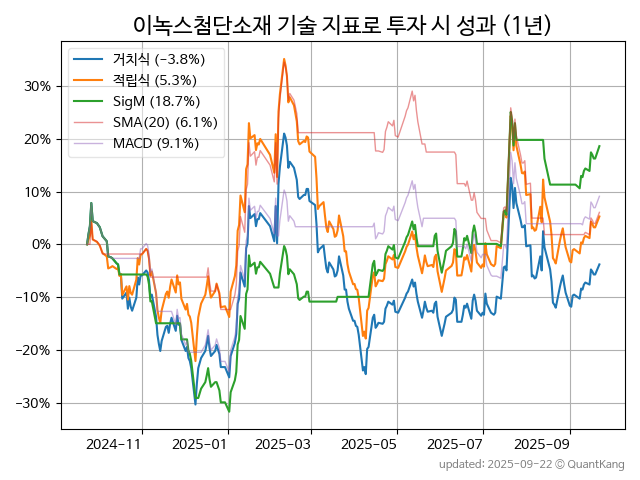 이녹스첨단소재 기술 지표로 투자 시 성과 (1년)
거치식 (-3.8%)
적립식 (5.3%)
SigM (18.7%)
SMA(20) (6.1%)
MACD (9.1%)
30%
20%
10%
0%
−10%
−20%
−30%
2024-11 2025-01 2025-03 2025-05 2025-07 2025-09
updated: 2025-09-22 © QuantKang